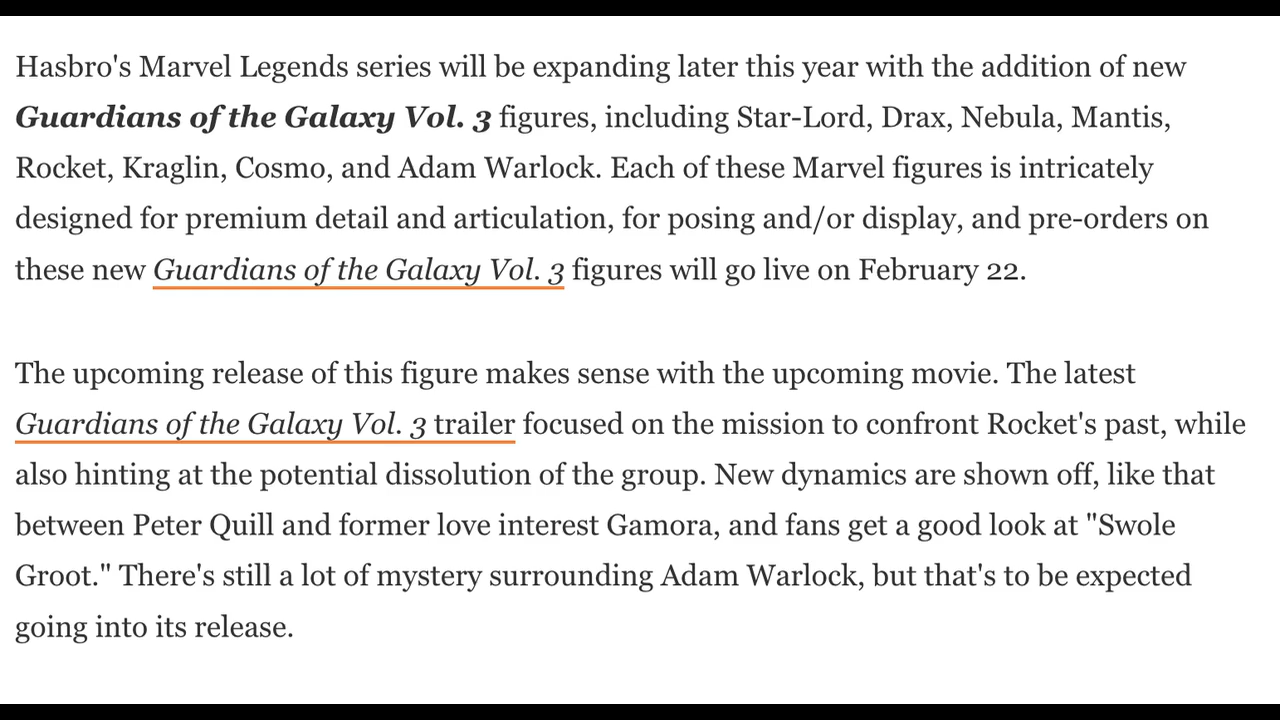 Hasbro's Marvel Legends series will be expanding later this year with the addition of new
Guardians of the Galaxy Vol. 3 figures, including Star-Lord, Drax, Nebula, Mantis,
Rocket, Kraglin, Cosmo, and Adam Warlock. Each of these Marvel figures is intricately
designed for premium detail and articulation, for posing and/or display, and pre-orders on
these new Guardians of the Galaxy Vol. 3 figures will go live on February 22.
The upcoming release of this figure makes sense with the upcoming movie. The latest
Guardians of the Galaxy Vol. 3 trailer focused on the mission to confront Rocket's past, while
also hinting at the potential dissolution of the group. New dynamics are shown off, like that
between Peter Quill and former love interest Gamora, and fans get a good look at "Swole
Groot." There's still a lot of mystery surrounding Adam Warlock, but that's to be expected
going into its release.